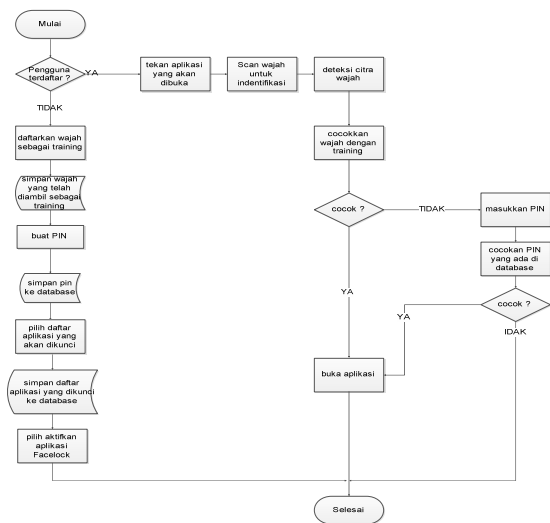 Mulai
Pengguna
terdaftar ?
YA
tekan aplikasi
yang akan
dibuka
Scan wajah
untuk
indentifikasi
deteksi citra
wajah
TIDAK
daftarkan wajah
sebagai training
cocokkan
wajah dengan
training
simpan wajah
yang telah
diambil sebagai
training
cocok ?
TIDAK
masukkan PIN
buat PIN
cocokan PIN
yang ada di
database
simpan pin
ke database
YA
cocok ?
YA
IDAK
pilih daftar
aplikasi yang
akan dikunci
buka aplikasi
simpan daftar
aplikasi yang dikunci
ke database
pilih aktifkan
aplikasi
Facelock
Selesai